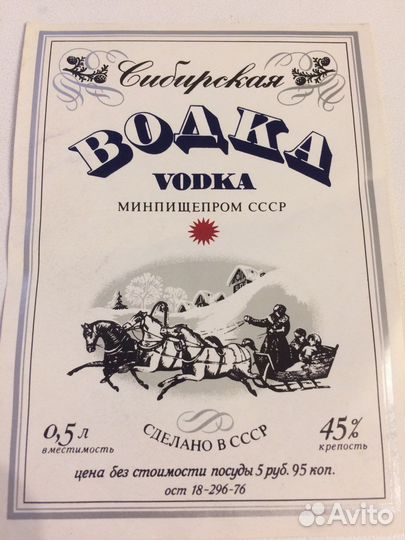 Сибирская
ВОДКА
VODKA
МИНПИЩЕПРОМ СССР
СДЕЛАНО В СССР
0,5 л
вместимость
45%
крепость
цена без стоимости посуды 5 руб. 95 коп.
ост 18-296-76
Avito